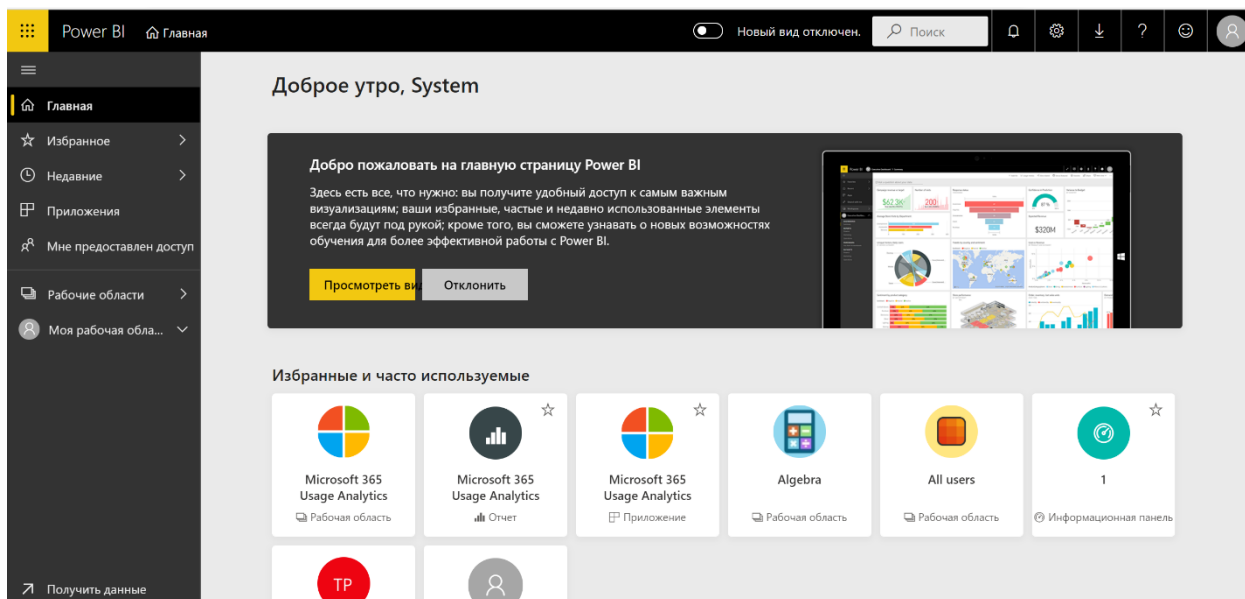 Power BI
Главная
Новый вид отключен.
Поиск
Главная
Избранное
Недавние
Приложения
Мне предоставлен доступ
Рабочие области
Моя рабочая обла...
Получить данные
Доброе утро, System
Добро пожаловать на главную страницу Power BI
Здесь есть все, что нужно: вы получите удобный доступ к самым важным
визуализациям; ваши избранные, частые и недавно использованные элементы
всегда будут под рукой; кроме того, вы сможете узнавать о новых возможностях
обучения для более эффективной работы с Power BI.
Просмотреть ви
Отклонить
$62.3K
200
$320M
Избранные и часто используемые
Microsoft 365
Usage Analytics
Рабочая область
Microsoft 365
Usage Analytics
Отчет
Microsoft 365
Usage Analytics
Приложение
Algebra
Рабочая область
All users
Рабочая область
1
Информационная панель
TP